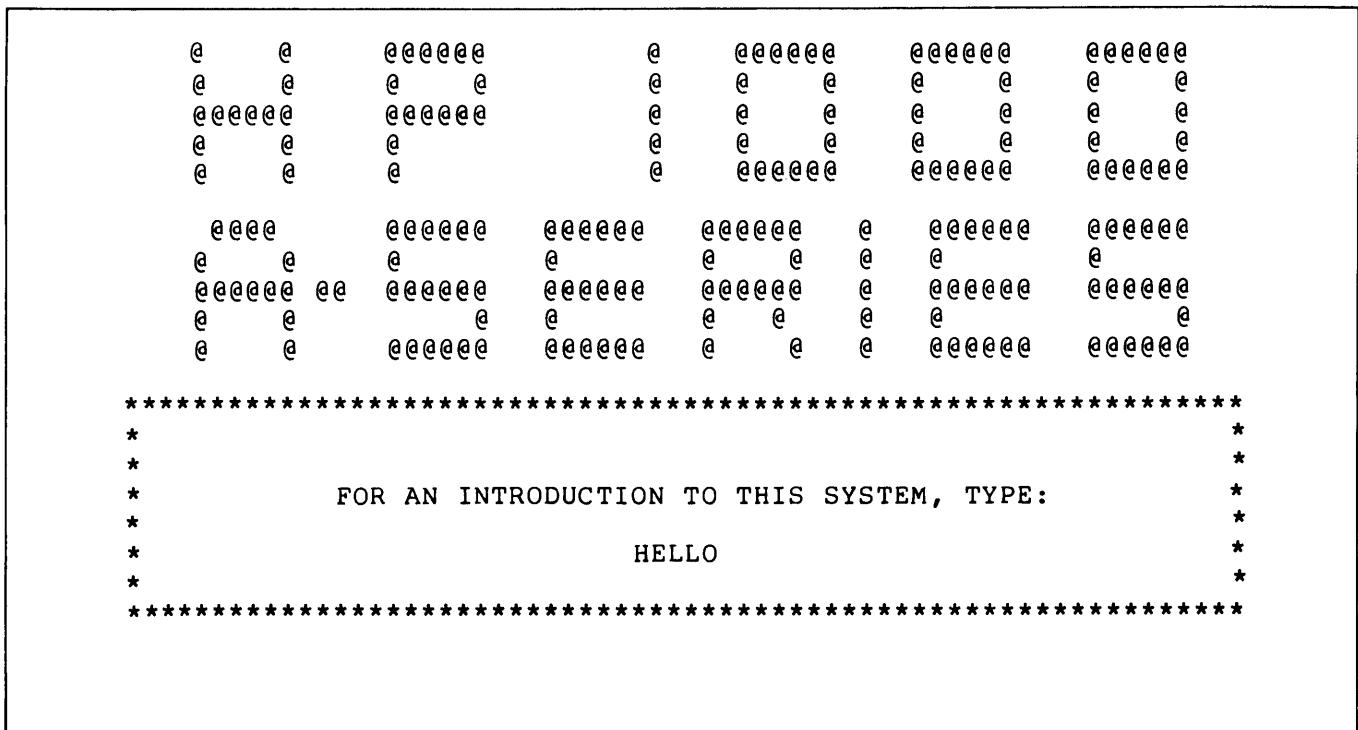 HP 1000
A-SERIES
FOR AN INTRODUCTION TO THIS SYSTEM, TYPE:
HELLO